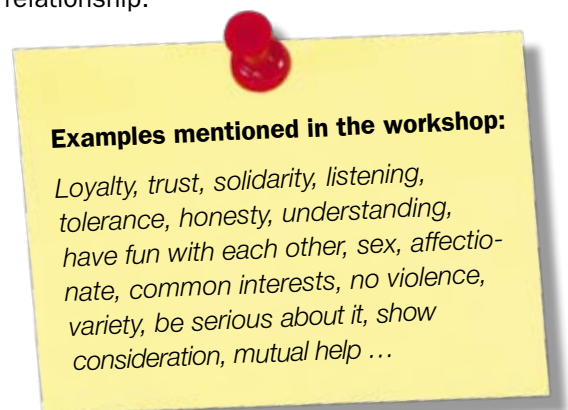 relationship.
Examples mentioned in the workshop:
Loyalty, trust, solidarity, listening,
tolerance, honesty, understanding,
have fun with each other, sex, affectio-
nate, common interests, no violence,
variety, be serious about it, show
consideration, mutual help …